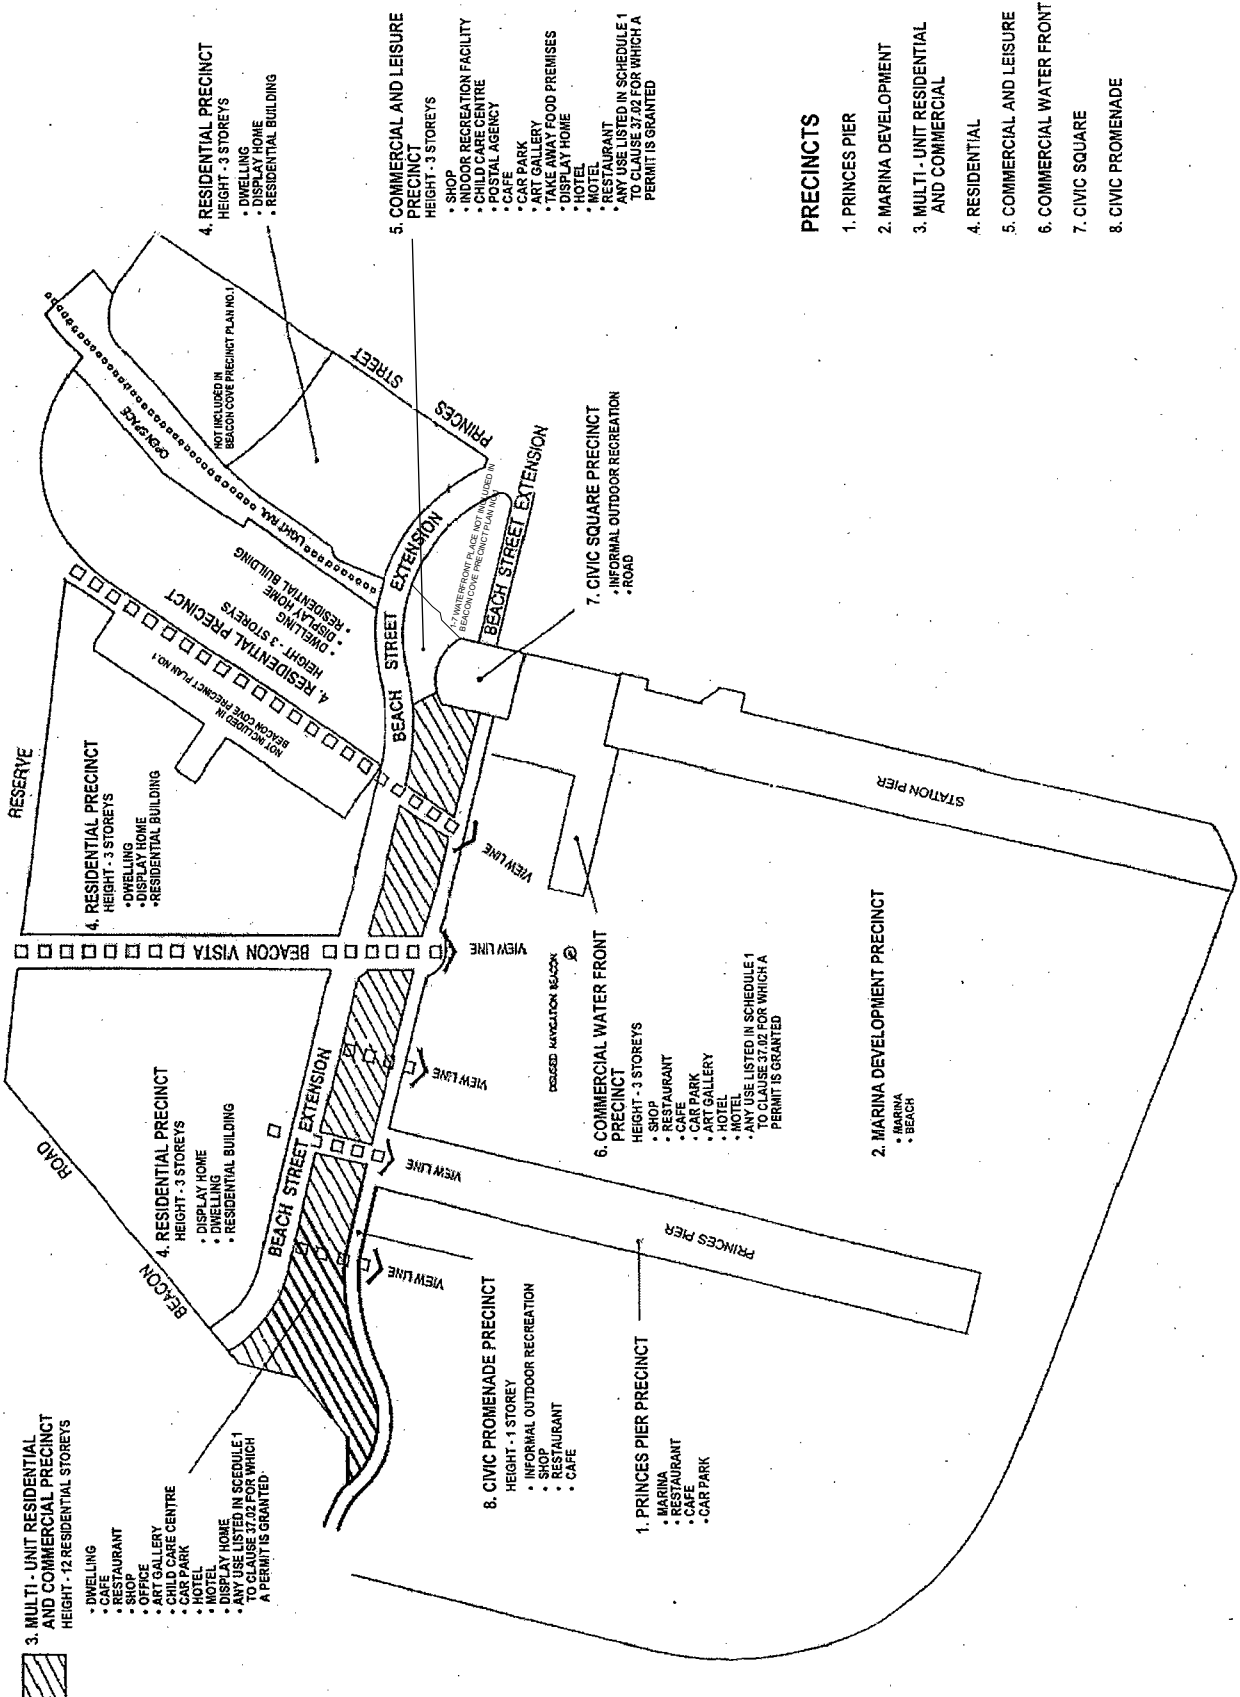 3. MULTI - UNIT RESIDENTIAL
AND COMMERCIAL PRECINCT
HEIGHT - 12 RESIDENTIAL STOREYS
• DWELLING
• CAFE
• RESTAURANT
• SHOP
• OFFICE
• ART GALLERY
• CHILD CARE CENTRE
• CAR PARK
• HOTEL
• MOTEL
• DISPLAY HOME
• ANY USE LISTED IN SCEDULE 1
TO CLAUSE 37.02 FOR WHICH
A PERMIT IS GRANTED
4. RESIDENTIAL PRECINCT
HEIGHT - 3 STOREYS
• DISPLAY HOME
• DWELLING
• RESIDENTIAL BUILDING
4. RESIDENTIAL PRECINCT
HEIGHT - 3 STOREYS
• DWELLING
• DISPLAY HOME
• RESIDENTIAL BUILDING
4. RESIDENTIAL PRECINCT
HEIGHT - 3 STOREYS
• DWELLING
• DISPLAY HOME
• RESIDENTIAL BUILDING
4. RESIDENTIAL PRECINCT
HEIGHT - 3 STOREYS
• DWELLING
• DISPLAY HOME
• RESIDENTIAL BUILDING
5. COMMERCIAL AND LEISURE
PRECINCT
HEIGHT - 3 STOREYS
• SHOP
• INDOOR RECREATION FACILITY
• CHILD CARE CENTRE
• POSTAL AGENCY
• CAFE
• CAR PARK
• ART GALLERY
• TAKE AWAY FOOD PREMISES
• DISPLAY HOME
• HOTEL
• MOTEL
• RESTAURANT
• ANY USE LISTED IN SCHEDULE 1
TO CLAUSE 37.02 FOR WHICH A
PERMIT IS GRANTED
BEACON
ROAD
RESERVE
BEACON VISTA
OPEN SPACE
LIGHT RAIL
NOT INCLUDED IN
BEACON COVE PRECINCT PLAN NO.1
NOT INCLUDED IN
BEACON COVE PRECINCT PLAN NO.1
PRINCES
STREET
BEACH STREET EXTENSION
BEACH STREET EXTENSION
BEACH STREET EXTENSION
1-7 WATERFRONT PLACE NOT INCLUDED IN
BEACON COVE PRECINCT PLAN NO.1
VIEW LINE
VIEW LINE
VIEW LINE
VIEW LINE
VIEW LINE
DISUSED NAVIGATION BEACON
7. CIVIC SQUARE PRECINCT
• INFORMAL OUTDOOR RECREATION
• ROAD
8. CIVIC PROMENADE PRECINCT
HEIGHT - 1 STOREY
• INFORMAL OUTDOOR RECREATION
• SHOP
• RESTAURANT
• CAFE
6. COMMERCIAL WATER FRONT
PRECINCT
HEIGHT - 3 STOREYS
• SHOP
• RESTAURANT
• CAFE
• CAR PARK
• ART GALLERY
• HOTEL
• MOTEL
• ANY USE LISTED IN SCHEDULE 1
TO CLAUSE 37.02 FOR WHICH A
PERMIT IS GRANTED
1. PRINCES PIER PRECINCT
• MARINA
• RESTAURANT
• CAFE
• CAR PARK
PRINCES PIER
STATION PIER
2. MARINA DEVELOPMENT PRECINCT
• MARINA
• BEACH
PRECINCTS
1. PRINCES PIER
2. MARINA DEVELOPMENT
3. MULTI - UNIT RESIDENTIAL
AND COMMERCIAL
4. RESIDENTIAL
5. COMMERCIAL AND LEISURE
6. COMMERCIAL WATER FRONT
7. CIVIC SQUARE
8. CIVIC PROMENADE